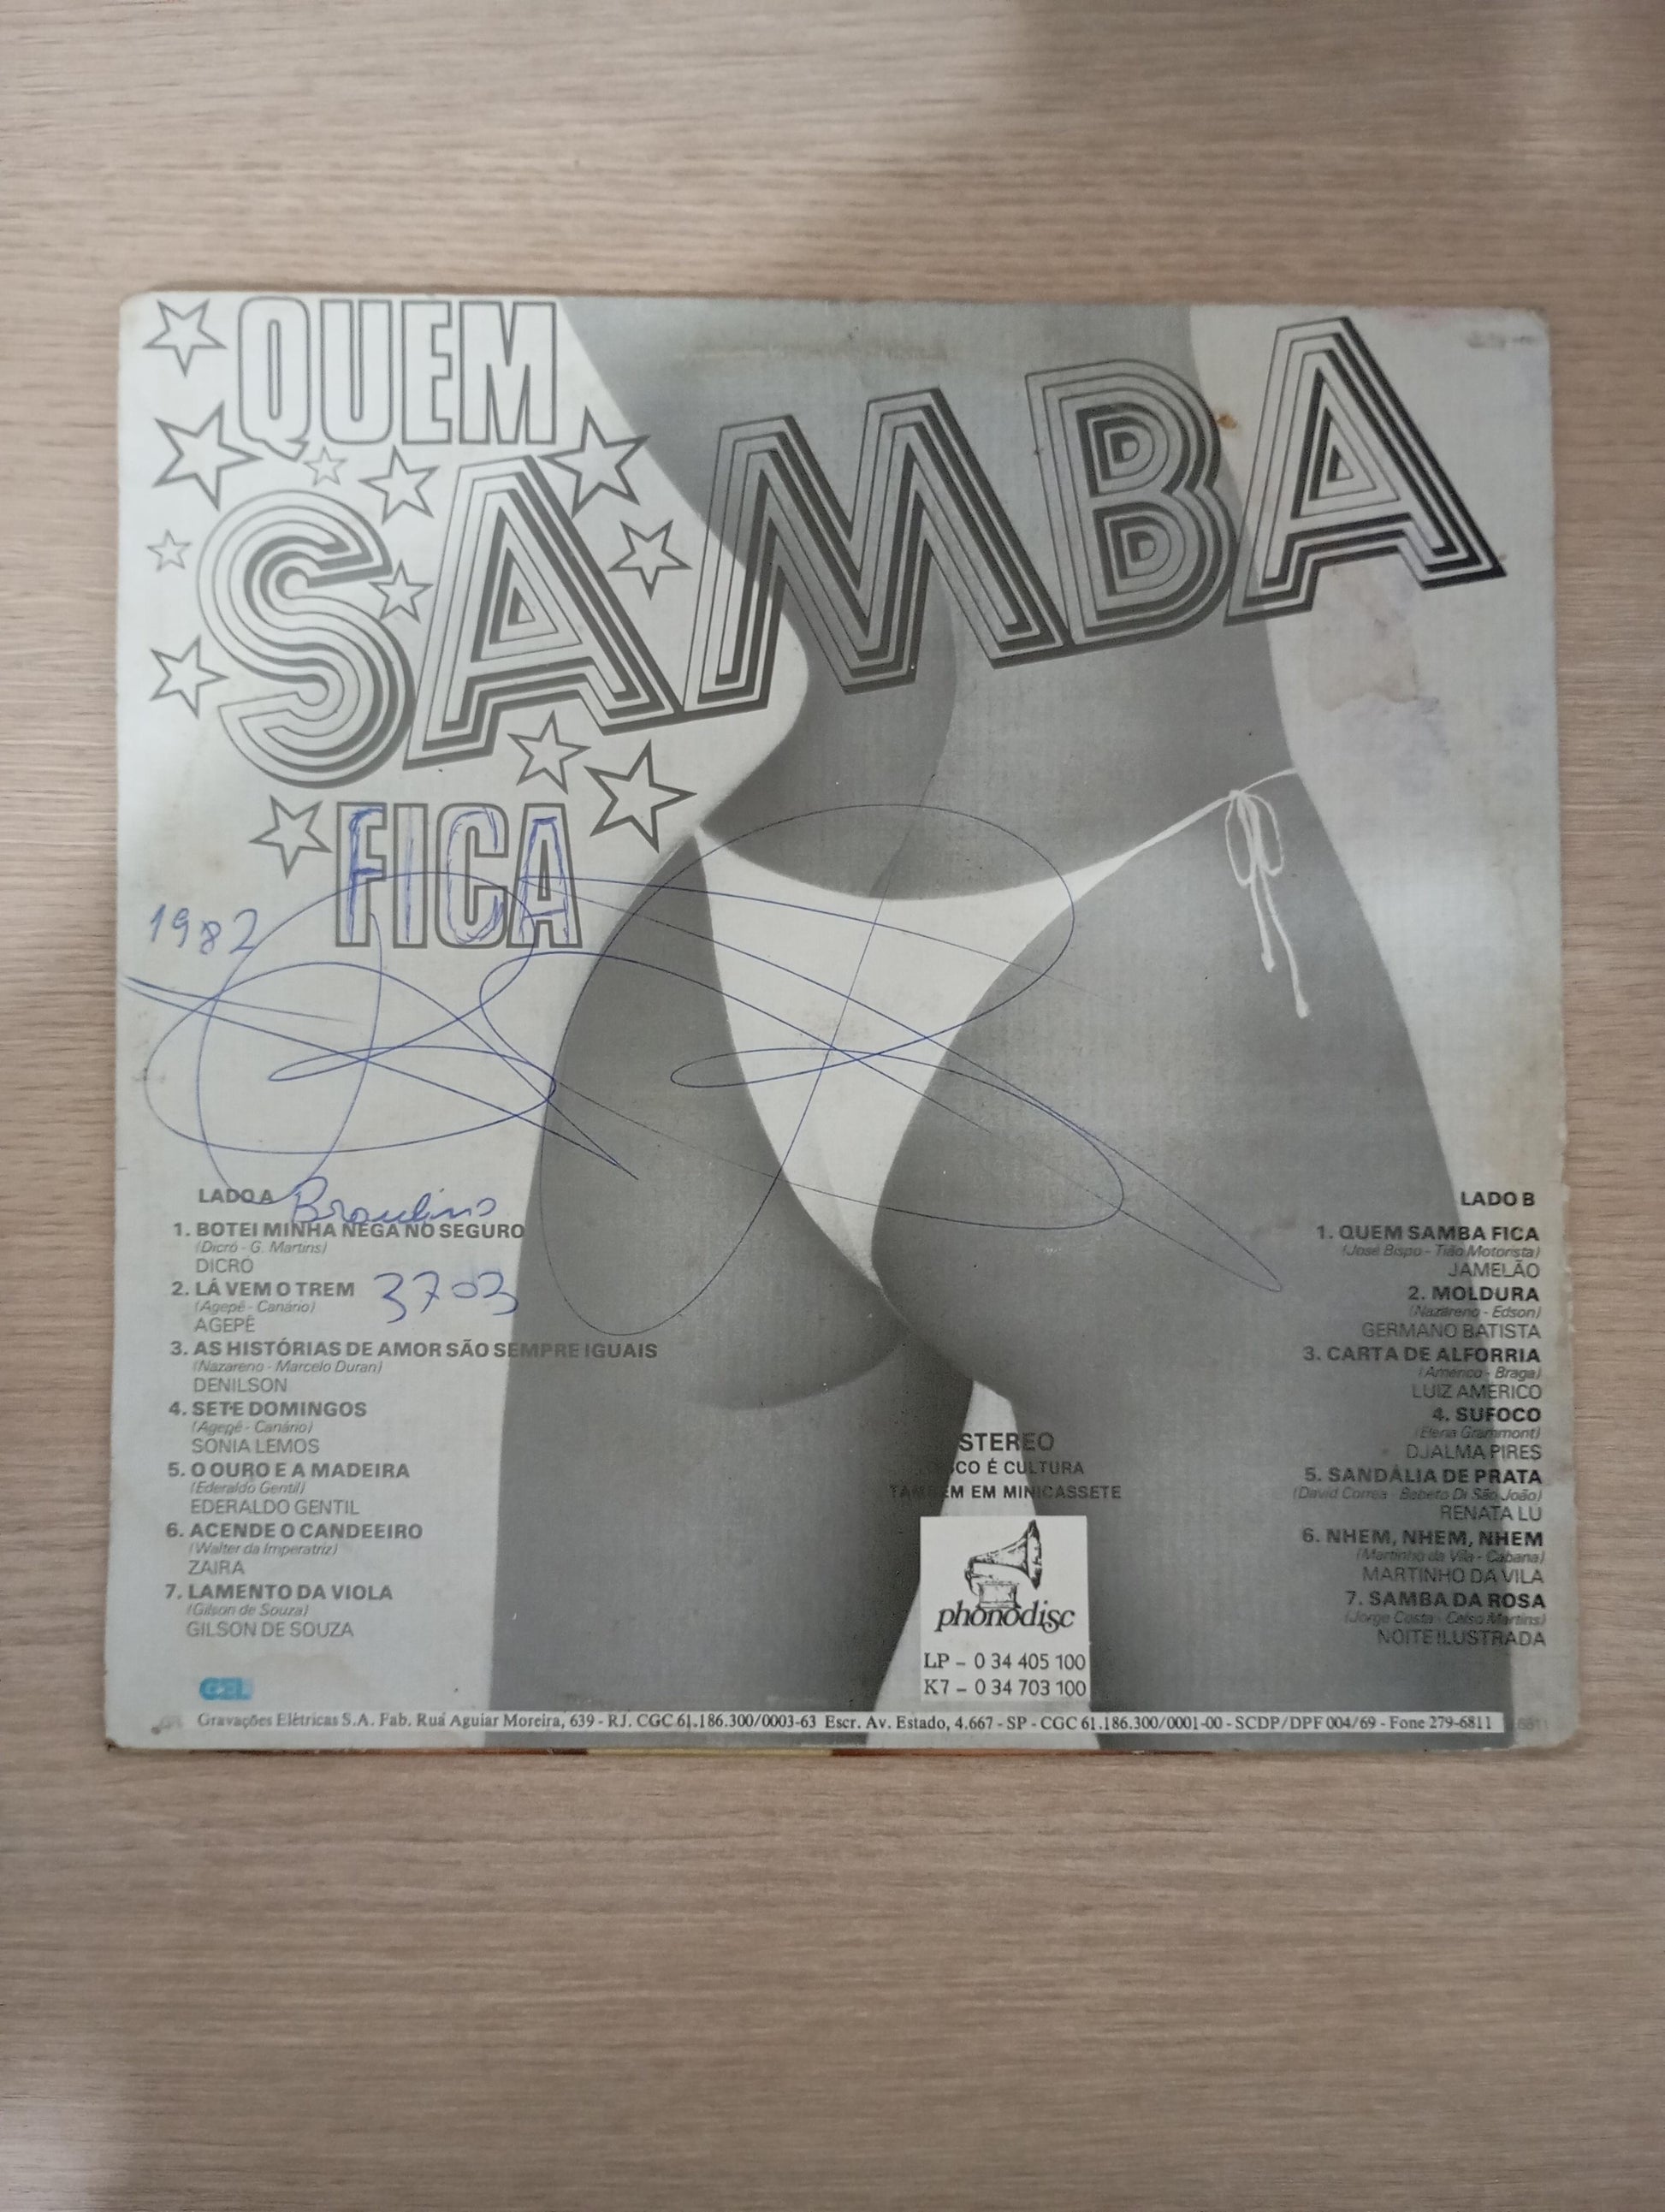 QUEM
SAMBA
FICA
1982
LADO A
Braulino
1. BOTEI MINHA NEGA NO SEGURO
(Dicró - G. Martins)
DICRÓ
2. LÁ VEM O TREM
3703
(Agepê - Canário)
AGEPÊ
3. AS HISTÓRIAS DE AMOR SÃO SEMPRE IGUAIS
(Nazareno - Marcelo Duran)
DENILSON
4. SETE DOMINGOS
(Agepê - Canário)
SONIA LEMOS
5. O OURO E A MADEIRA
(Ederaldo Gentil)
EDERALDO GENTIL
6. ACENDE O CANDEEIRO
(Walter da Imperatriz)
ZAIRA
7. LAMENTO DA VIOLA
(Gilson de Souza)
GILSON DE SOUZA
LADO B
1. QUEM SAMBA FICA
(José Bispo - Tião Motorista)
JAMELÃO
2. MOLDURA
(Nazareno - Edson)
GERMANO BATISTA
3. CARTA DE ALFORRIA
(Américo - Braga)
LUIZ AMÉRICO
4. SUFOCO
(Elena Grammont)
DJALMA PIRES
5. SANDÁLIA DE PRATA
(David Correa - Bebeto Di São João)
RENATA LU
6. NHEM, NHEM, NHEM
(Martinho da Vila - Cabana)
MARTINHO DA VILA
7. SAMBA DA ROSA
(Jorge Costa - Celso Martins)
NOITE ILUSTRADA
STEREO
DISCO É CULTURA
TAMBÉM EM MINICASSETE
phonodisc
LP - 0 34 405 100
K7 - 0 34 703 100
GEL
Gravações Elétricas S.A. Fab. Rua Aguiar Moreira, 639 - RJ. CGC 61.186.300/0003-63 Escr. Av. Estado, 4.667 - SP - CGC 61.186.300/0001-00 - SCDP/DPF 004/69 - Fone 279-6811